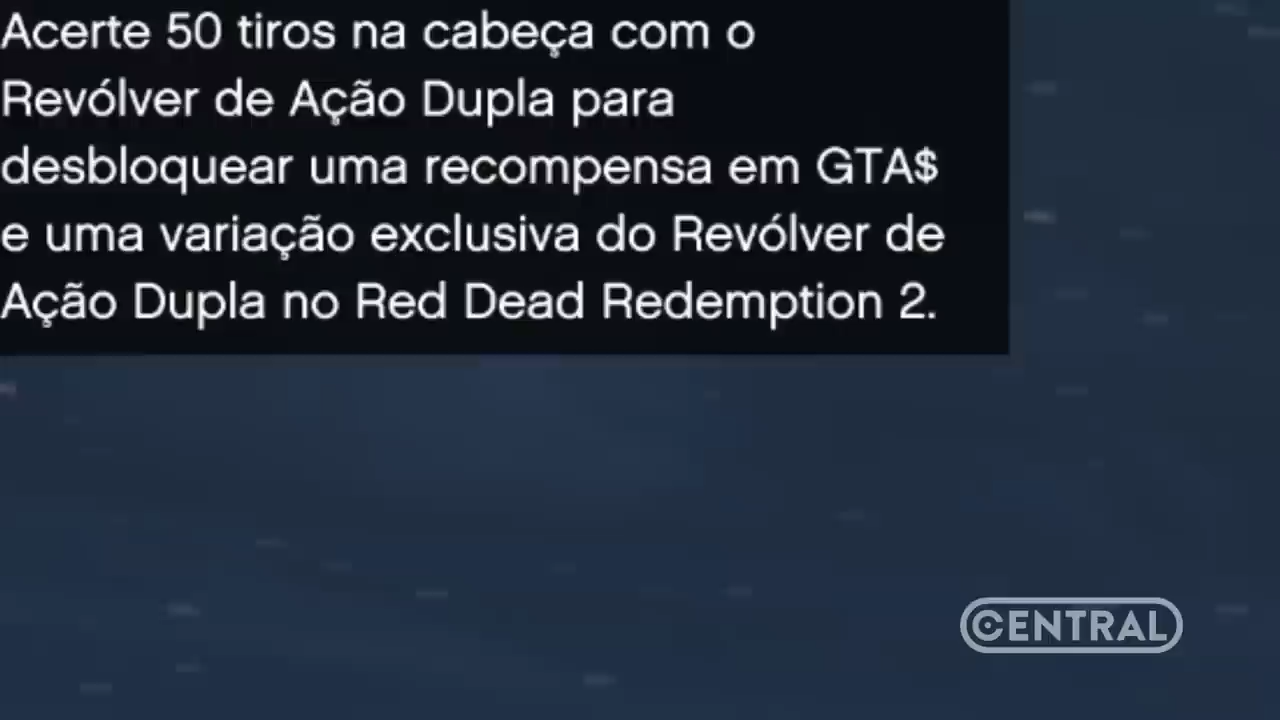 Acerte 50 tiros na cabeça com o
Revólver de Ação Dupla para
desbloquear uma recompensa em GTA$
e uma variação exclusiva do Revólver de
Ação Dupla no Red Dead Redemption 2.
CENTRAL